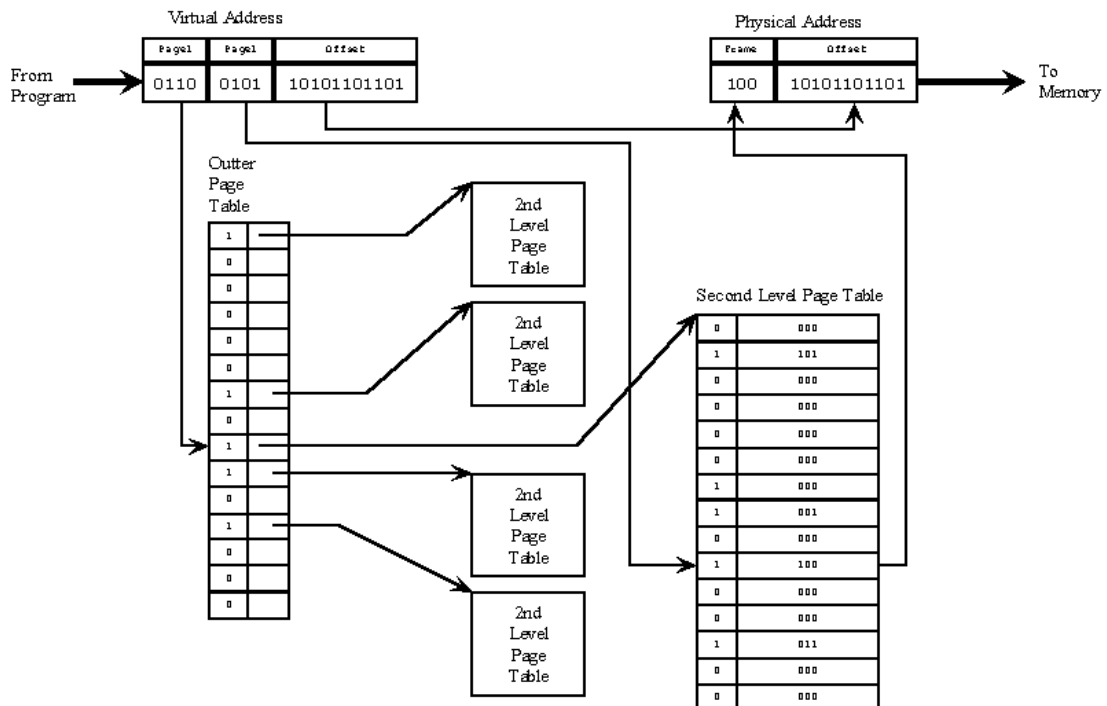 Virtual Address
Physical Address
Page1 Page1 Offset
Frame Offset
From
Program
0110 0101 10101101101
100 10101101101
To
Memory
Outter
Page
Table
1
0
0
0
0
0
1
0
1
1
0
1
0
0
0
2nd
Level
Page
Table
2nd
Level
Page
Table
2nd
Level
Page
Table
2nd
Level
Page
Table
Second Level Page Table
0 000
1 101
0 000
0 000
0 000
0 000
1 000
1 001
0 000
1 100
0 000
0 000
1 011
0 000
0 000